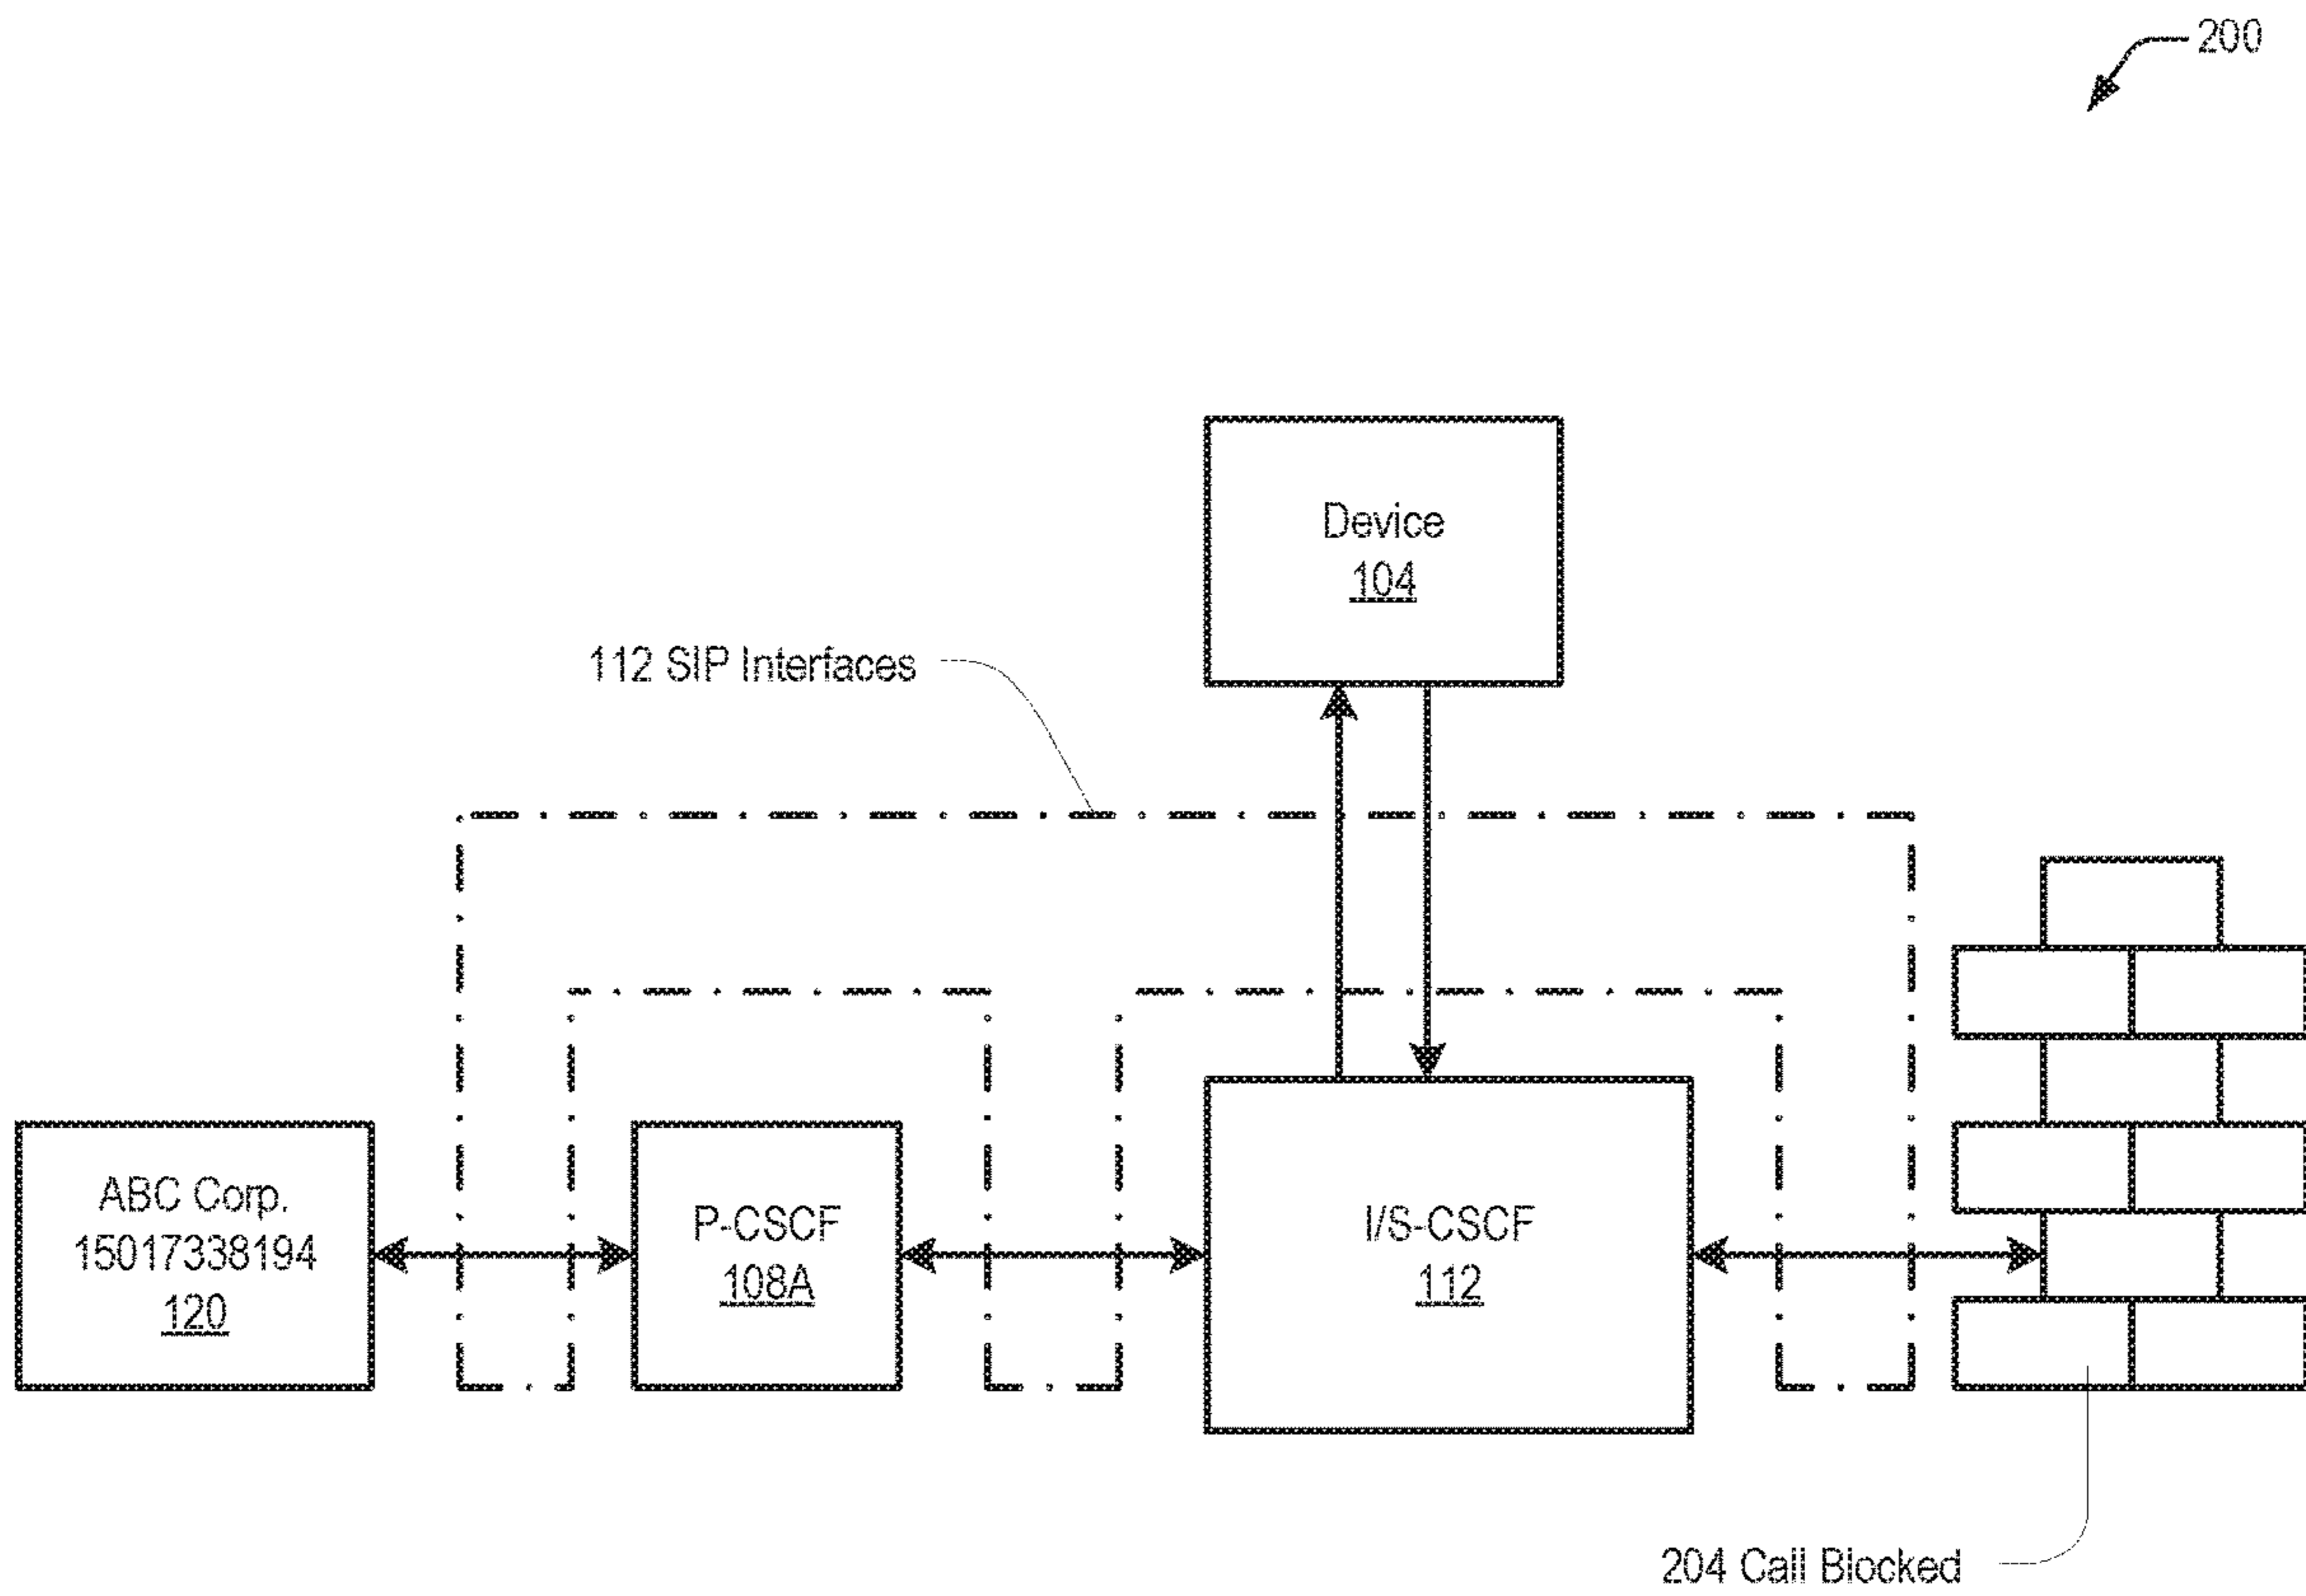 200
Device
104
112 SIP Interfaces
ABC Corp.
15017338194
120
P-CSCF
108A
I/S-CSCF
112
204 Call Blocked